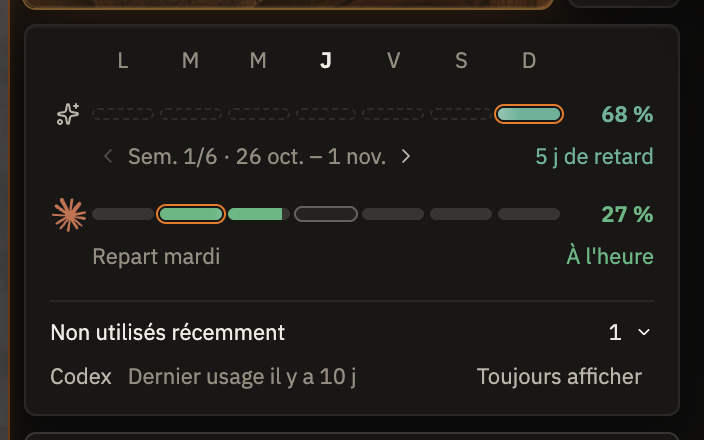 L M M J V S D
68 %
Sem. 1/6 · 26 oct. – 1 nov. 5 j de retard
27 %
Repart mardi À l'heure
Non utilisés récemment 1
Codex Dernier usage il y a 10 j Toujours afficher